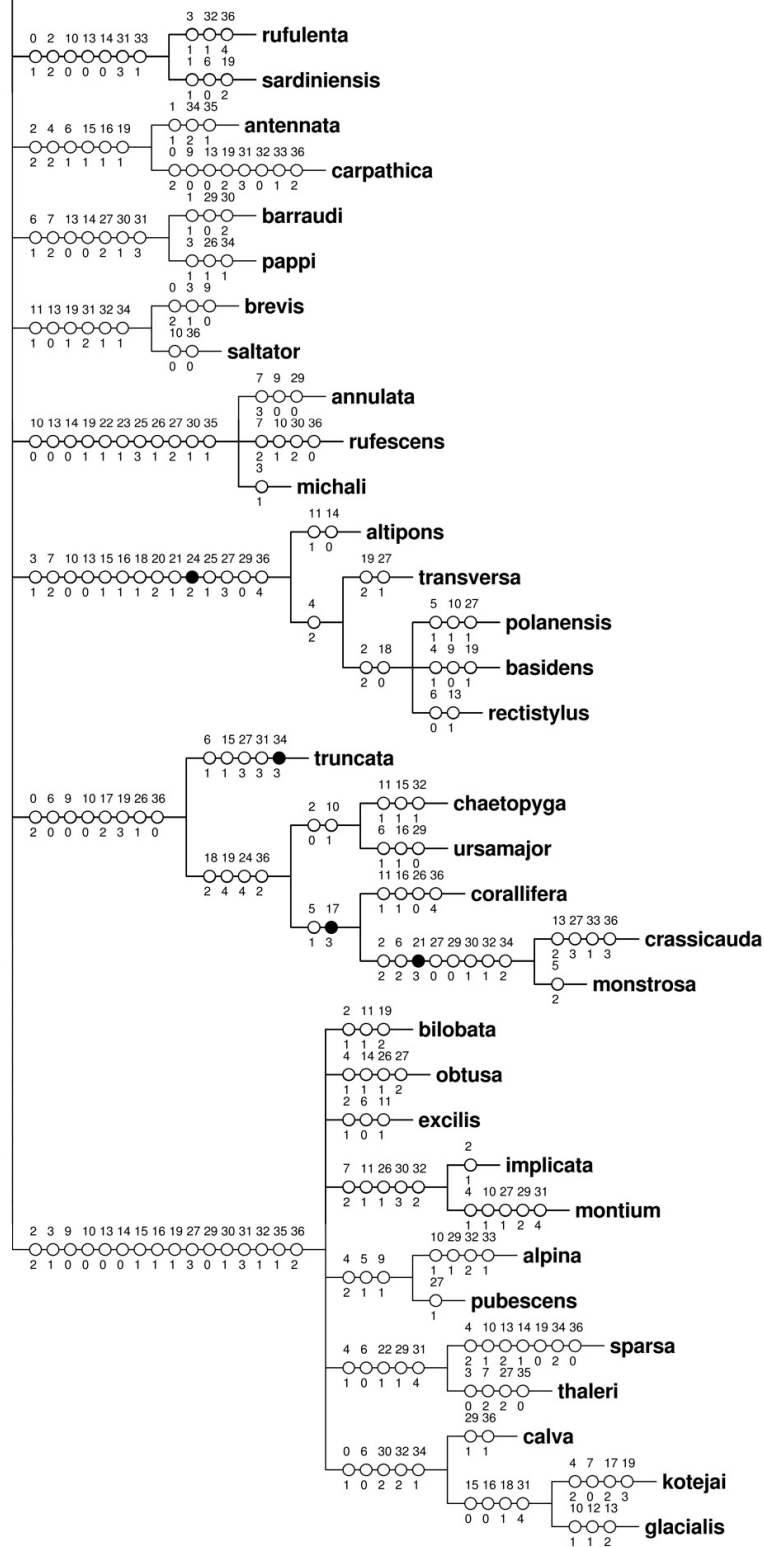 3 32 36
rufulenta
0 2 10 13 14 31 33
1 1 4
1 2 0 0 0 3 1
1 6 19
sardiniensis
1 0 2
1 34 35
antennata
2 4 6 15 16 19
1 2 1
2 2 1 1 1 1
0 9 13 19 31 32 33 36
carpathica
2 0 0 2 3 0 1 2
1 29 30
barraudi
6 7 13 14 27 30 31
1 0 2
1 2 0 0 2 1 3
3 26 34
pappi
1 1 1
0 3 9
brevis
11 13 19 31 32 34
2 1 0
1 0 1 2 1 1
10 36
saltator
0 0
7 9 29
annulata
3 0 0
10 13 14 19 22 23 25 26 27 30 35
7 10 30 36
rufescens
0 0 0 1 1 1 3 1 2 1 1
2 1 2 0
3
michali
1
11 14
altipons
1 0
3 7 10 13 15 16 18 20 21 24 25 27 29 36
19 27
transversa
1 2 0 0 1 1 1 2 1 2 1 3 0 4
2 1
4
2
5 10 27
polanensis
1 1 1
2 18
4 9 19
basidens
2 0
1 0 1
6 13
rectistylus
0 1
6 15 27 31 34
truncata
1 1 3 3 3
0 6 9 10 17 19 26 36
2 0 0 0 2 3 1 0
11 15 32
chaetopyga
2 10
1 1 1
0 1
6 16 29
ursamajor
1 1 0
18 19 24 36
2 4 4 2
11 16 26 36
corallifera
1 1 0 4
5 17
1 3
13 27 33 36
crassicauda
2 6 21 27 29 30 32 34
2 3 1 3
2 2 3 0 0 1 1 2
5
monstrosa
2
2 11 19
bilobata
1 1 2
4 14 26 27
obtusa
1 1 1 2
2 6 11
excilis
1 0 1
2
implicata
7 11 26 30 32
1
2 1 1 3 2
4 10 27 29 31
montium
1 1 1 2 4
2 3 9 10 13 14 15 16 19 27 29 30 31 32 35 36
2 1 0 0 0 0 1 1 1 3 0 1 3 1 1 2
10 29 32 33
alpina
4 5 9
1 1 2 1
2 1 1
27
pubescens
1
4 10 13 14 19 34 36
sparsa
4 6 22 29 31
2 1 2 1 0 2 0
1 0 1 1 4
3 7 27 35
thaleri
0 2 2 0
29 36
calva
0 6 30 32 34
1 1
1 0 2 2 1
4 7 17 19
kotejai
15 16 18 31
2 0 2 3
0 0 1 4
10 12 13
glacialis
1 1 2